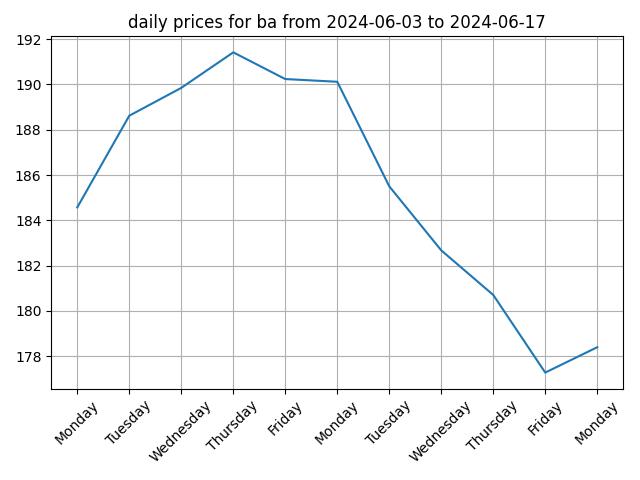 daily prices for ba from 2024-06-03 to 2024-06-17
192
190
188
186
184
182
180
178
Monday
Tuesday
Wednesday
Thursday
Friday
Monday
Tuesday
Wednesday
Thursday
Friday
Monday